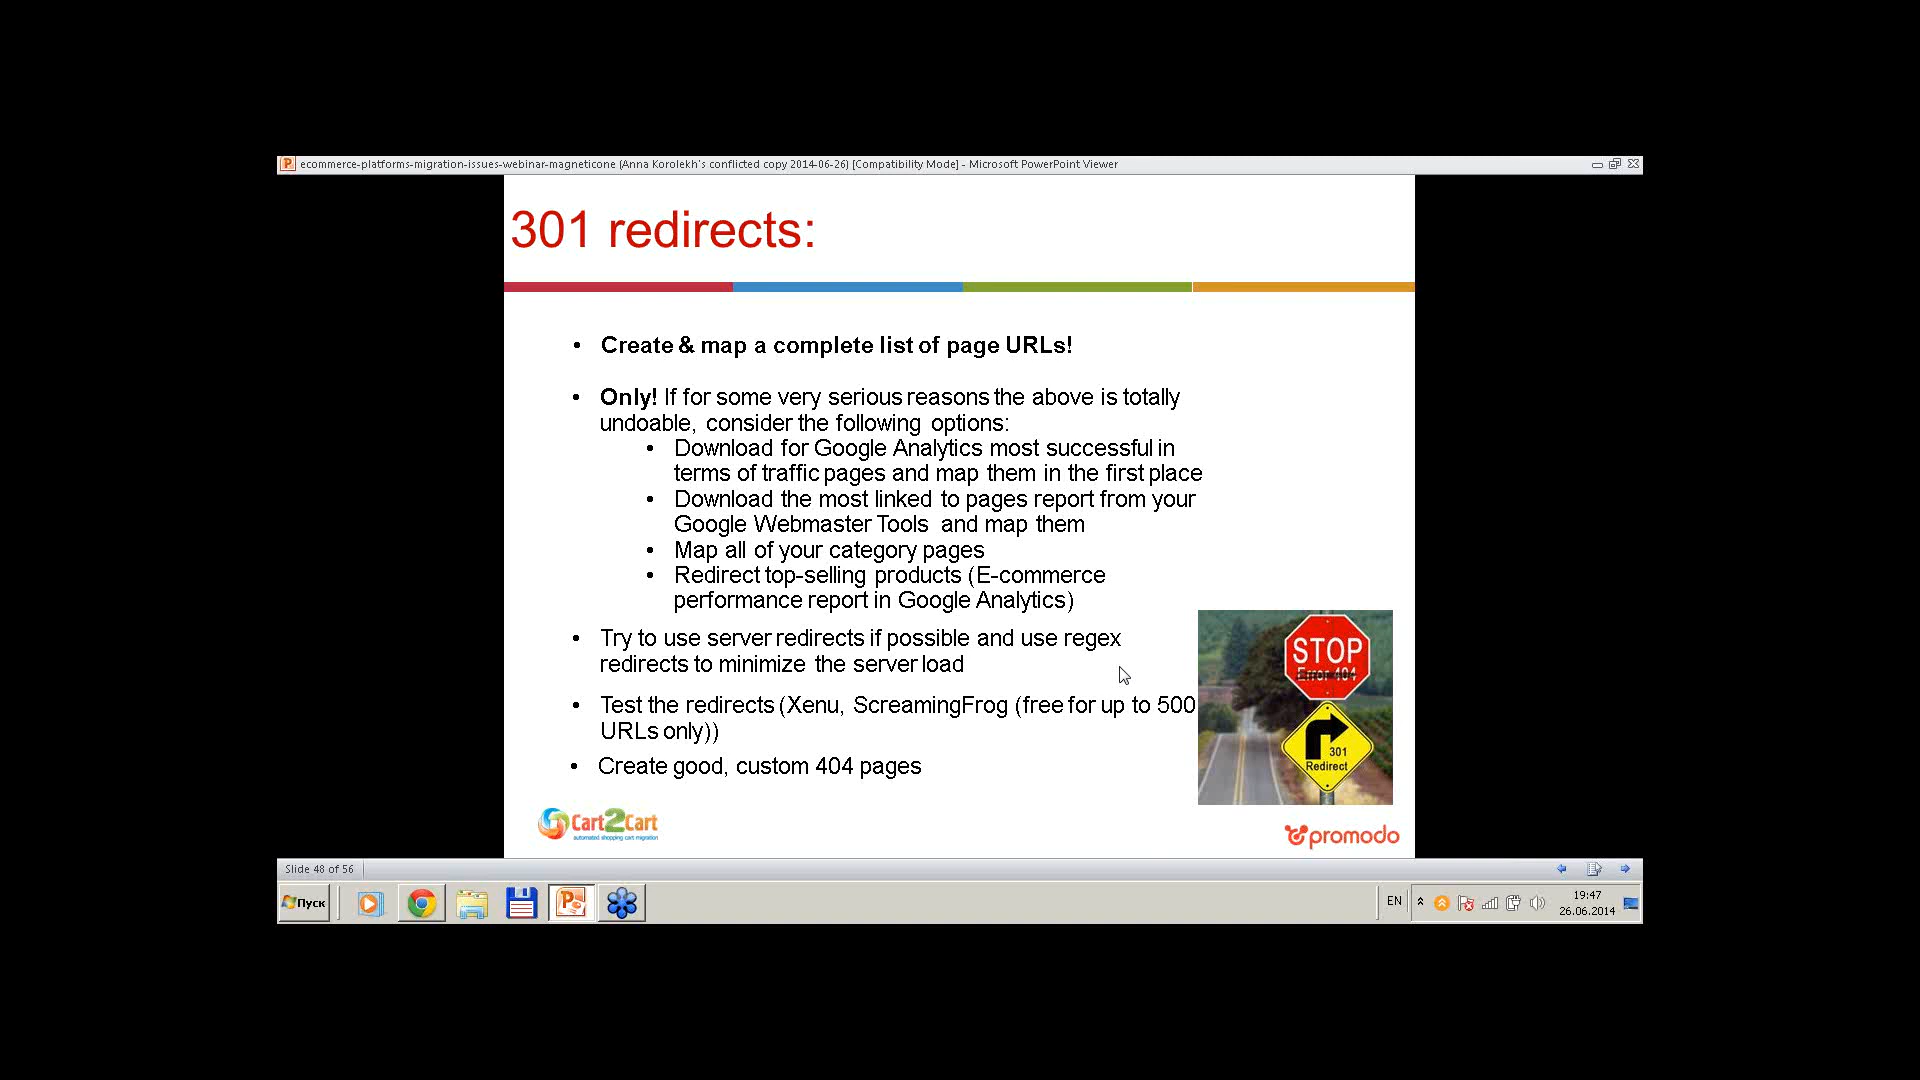 ecommerce-platforms-migration-issues-webinar-magneticone (Anna Korolekh's conflicted copy 2014-06-26) [Compatibility Mode] - Microsoft PowerPoint Viewer
301 redirects:
• Create & map a complete list of page URLs!
• Only! If for some very serious reasons the above is totally
undoable, consider the following options:
• Download for Google Analytics most successful in
terms of traffic pages and map them in the first place
• Download the most linked to pages report from your
Google Webmaster Tools and map them
• Map all of your category pages
• Redirect top-selling products (E-commerce
performance report in Google Analytics)
• Try to use server redirects if possible and use regex
redirects to minimize the server load
• Test the redirects (Xenu, ScreamingFrog (free for up to 500
URLs only))
• Create good, custom 404 pages
STOP
Error 404
301
Redirect
Cart2Cart
automated shopping cart migration
promodo
Slide 48 of 56
Пуск
EN
19:47
26.06.2014